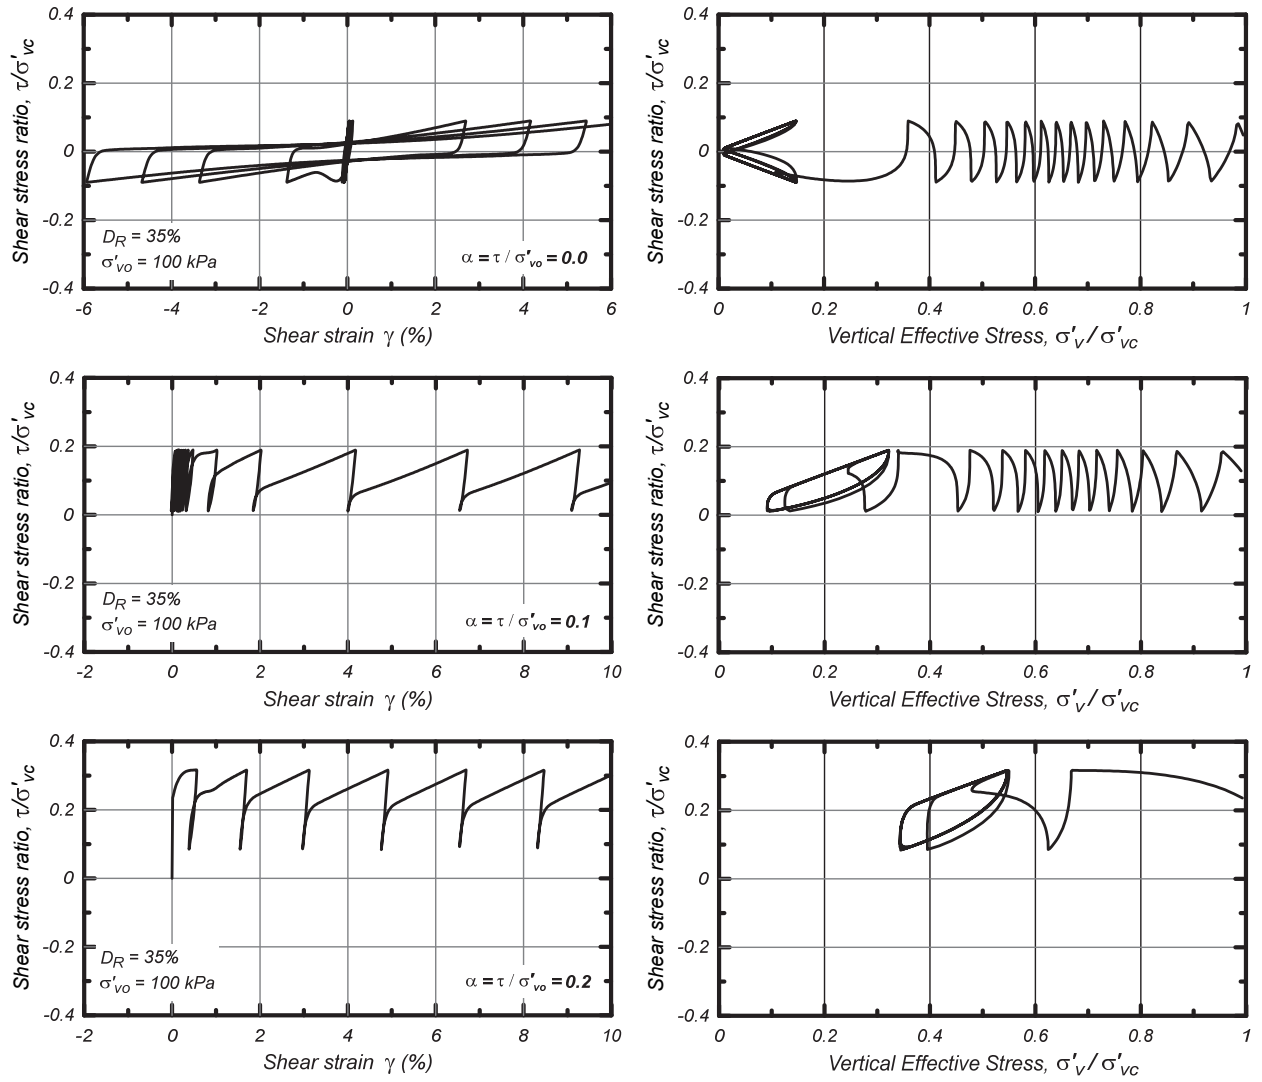 Shear stress ratio, τ/σ'vc
0.4
0.2
0
-0.2
-0.4
DR = 35%
σ'vo = 100 kPa
α = τ / σ'vo = 0.0
-6 -4 -2 0 2 4 6
Shear strain γ (%)
Shear stress ratio, τ/σ'vc
0.4
0.2
0
-0.2
-0.4
0 0.2 0.4 0.6 0.8 1
Vertical Effective Stress, σ'v/σ'vc
Shear stress ratio, τ/σ'vc
0.4
0.2
0
-0.2
-0.4
DR = 35%
σ'vo = 100 kPa
α = τ / σ'vo = 0.1
-2 0 2 4 6 8 10
Shear strain γ (%)
Shear stress ratio, τ/σ'vc
0.4
0.2
0
-0.2
-0.4
0 0.2 0.4 0.6 0.8 1
Vertical Effective Stress, σ'v/σ'vc
Shear stress ratio, τ/σ'vc
0.4
0.2
0
-0.2
-0.4
DR = 35%
σ'vo = 100 kPa
α = τ / σ'vo = 0.2
-2 0 2 4 6 8 10
Shear strain γ (%)
Shear stress ratio, τ/σ'vc
0.4
0.2
0
-0.2
-0.4
0 0.2 0.4 0.6 0.8 1
Vertical Effective Stress, σ'v/σ'vc